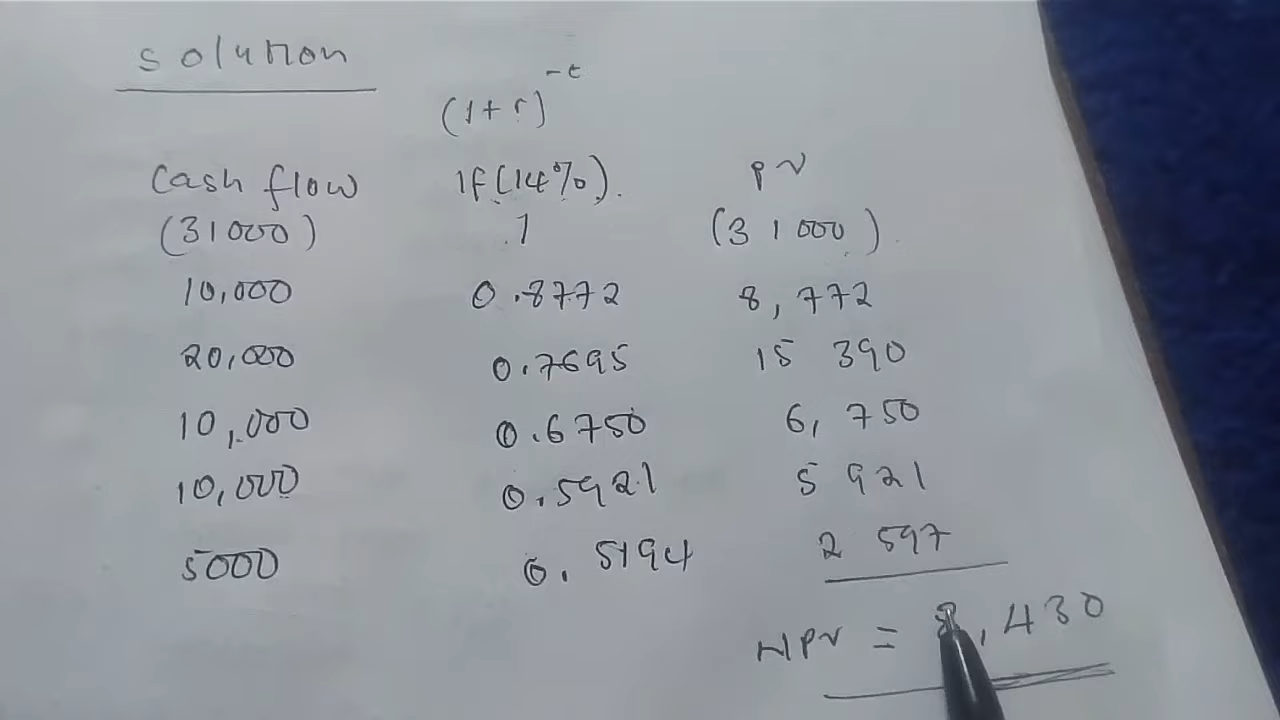 solution
(1+r)^-t
Cash flow If(14%). PV
(31000) .1 (31000).
10,000 0.8772 8,772
20,000 0.7695 15 390
10,000 0.6750 6,750
10,000 0.5921 5 921
5000 0.5194 2 597
NPV = 8,430